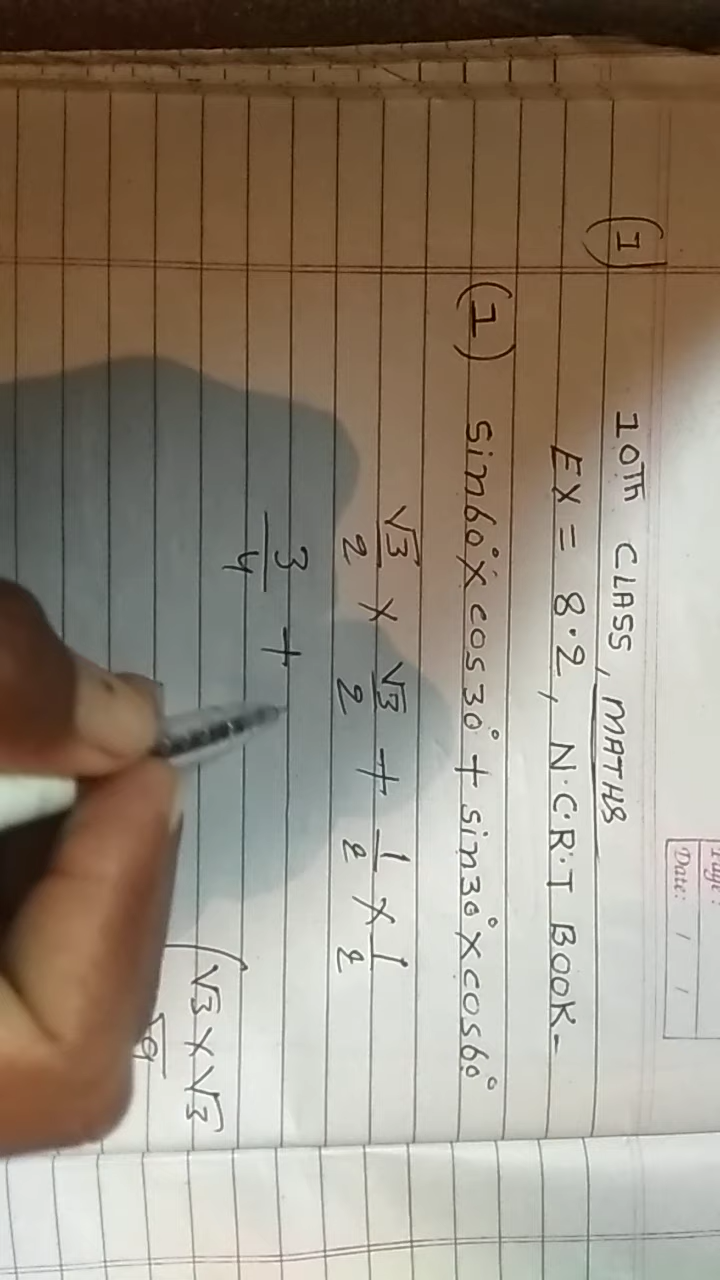 Date: / /
(1)
10Th CLASS, MATHS
EX = 8.2, N.C.R.T BOOK-
(1) sin60° x cos30° + sin30° x cos60°
√3/2 x √3/2 + 1/2 x 1/2
3/4 +
(√3 x √3
√9